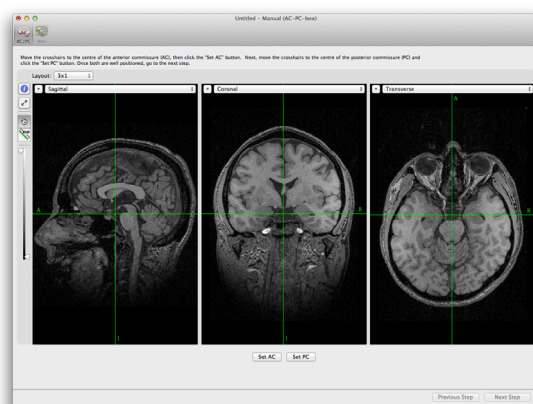 Untitled - Manual (AC-PC-box)
AC/PC
Move the crosshairs to the centre of the anterior commissure (AC), then click the "Set AC" button. Next, move the crosshairs to the centre of the posterior commissure (PC) and
click the "Set PC" button. Once both are well positioned, go to the next step.
Layout: 3x1
Sagittal Coronal Transverse
A
A R R
I I
Set AC Set PC
Previous Step Next Step